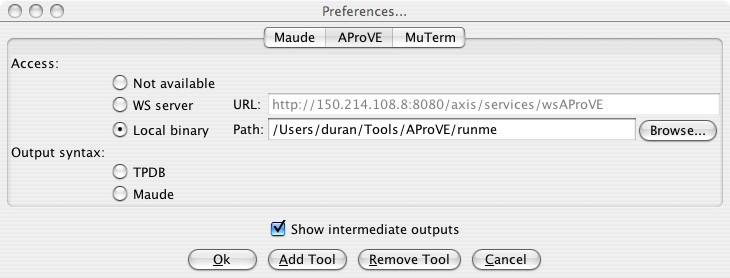 Preferences...
Maude AProVE MuTerm
Access:
Not available
WS server URL: http://150.214.108.8:8080/axis/services/wsAProVE
Local binary Path: /Users/duran/Tools/AProVE/runme Browse...
Output syntax:
TPDB
Maude
Show intermediate outputs
Ok Add Tool Remove Tool Cancel